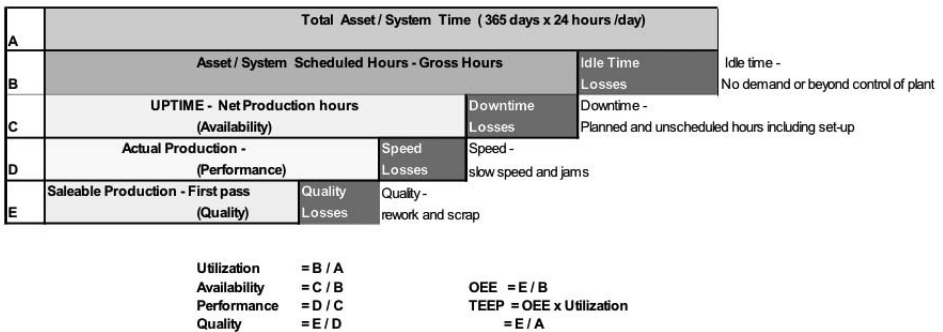 Total Asset / System Time ( 365 days x 24 hours /day)
A
Asset / System Scheduled Hours - Gross Hours
Idle Time
Losses
Idle time -
No demand or beyond control of plant
B
UPTIME - Net Production hours
(Availability)
Downtime
Losses
Downtime -
Planned and unscheduled hours including set-up
C
Actual Production -
(Performance)
Speed
Losses
Speed -
slow speed and jams
D
Saleable Production - First pass
(Quality)
Quality
Losses
Quality -
rework and scrap
E
Utilization = B / A
Availability = C / B
Performance = D / C
Quality = E / D
OEE = E / B
TEEP = OEE x Utilization
= E / A